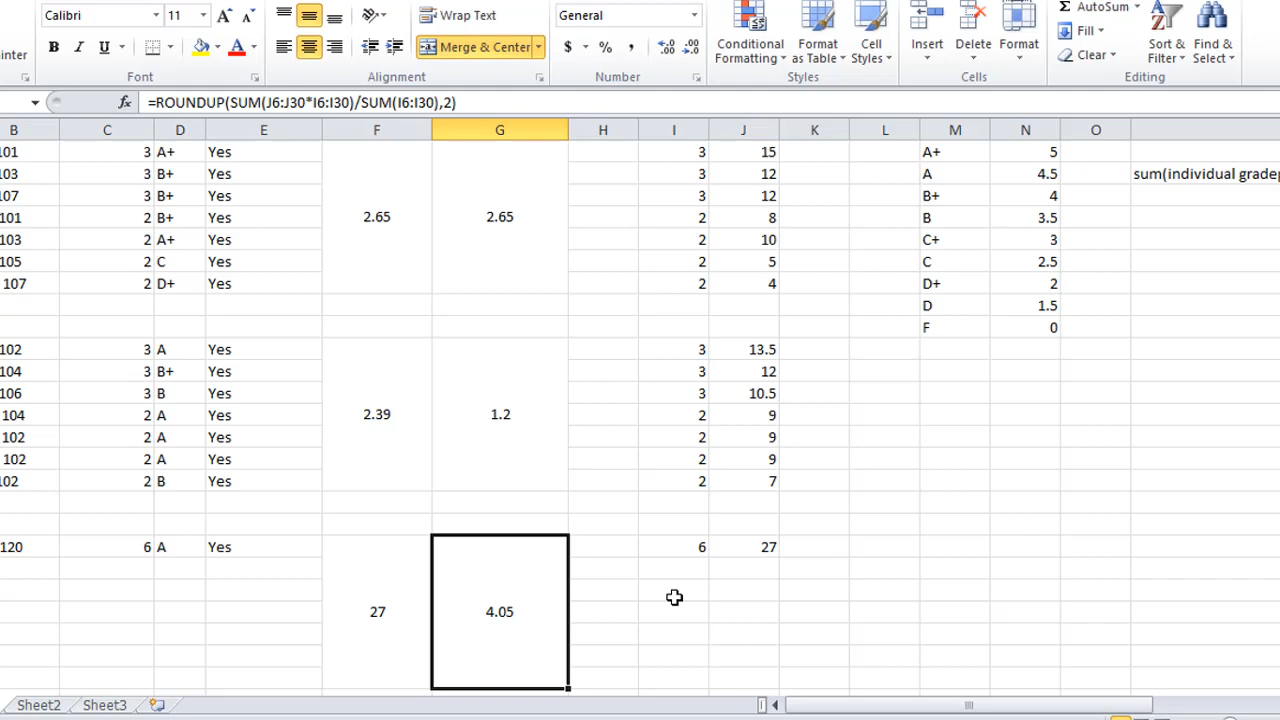 Calibri 11 Wrap Text General AutoSum
Fill
inter B I U A Merge & Center $ % , Conditional Formatting Format as Table Cell Styles Insert Delete Format Clear Sort & Filter Find & Select
Font Alignment Number Styles Cells Editing
fx =ROUNDUP(SUM(J6:J30*I6:I30)/SUM(I6:I30),2)
B C D E F G H I J K L M N O
101 3 A+ Yes 3 15 A+ 5
103 3 B+ Yes 3 12 A 4.5 sum(individual gradep
107 3 B+ Yes 3 12 B+ 4
101 2 B+ Yes 2.65 2.65 2 8 B 3.5
103 2 A+ Yes 2 10 C+ 3
105 2 C Yes 2 5 C 2.5
107 2 D+ Yes 2 4 D+ 2
D 1.5
F 0
102 3 A Yes 3 13.5
104 3 B+ Yes 3 12
106 3 B Yes 3 10.5
104 2 A Yes 2.39 1.2 2 9
102 2 A Yes 2 9
102 2 A Yes 2 9
102 2 B Yes 2 7
120 6 A Yes 6 27
27 4.05
Sheet2 Sheet3